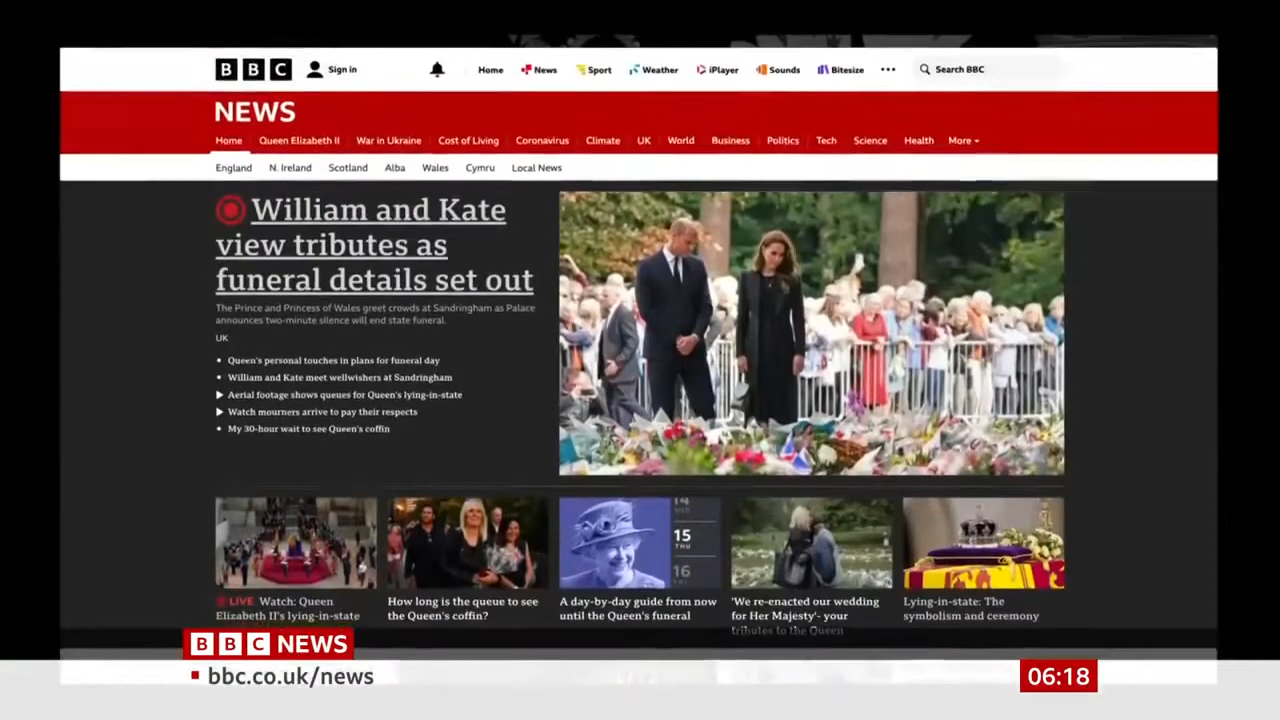 BBC
Sign in
Home
News
Sport
Weather
iPlayer
Sounds
Bitesize
Search BBC
NEWS
Home
Queen Elizabeth II
War in Ukraine
Cost of Living
Coronavirus
Climate
UK
World
Business
Politics
Tech
Science
Health
More
England
N. Ireland
Scotland
Alba
Wales
Cymru
Local News
William and Kate
view tributes as
funeral details set out
The Prince and Princess of Wales greet crowds at Sandringham as Palace
announces two-minute silence will end state funeral.
UK
Queen's personal touches in plans for funeral day
William and Kate meet wellwishers at Sandringham
Aerial footage shows queues for Queen's lying-in-state
Watch mourners arrive to pay their respects
My 30-hour wait to see Queen's coffin
14
15
THU
16
LIVE Watch: Queen
Elizabeth II's lying-in-state
How long is the queue to see
the Queen's coffin?
A day-by-day guide from now
until the Queen's funeral
'We re-enacted our wedding
for Her Majesty'- your
tributes to the Queen
Lying-in-state: The
symbolism and ceremony
BBC NEWS
bbc.co.uk/news
06:18